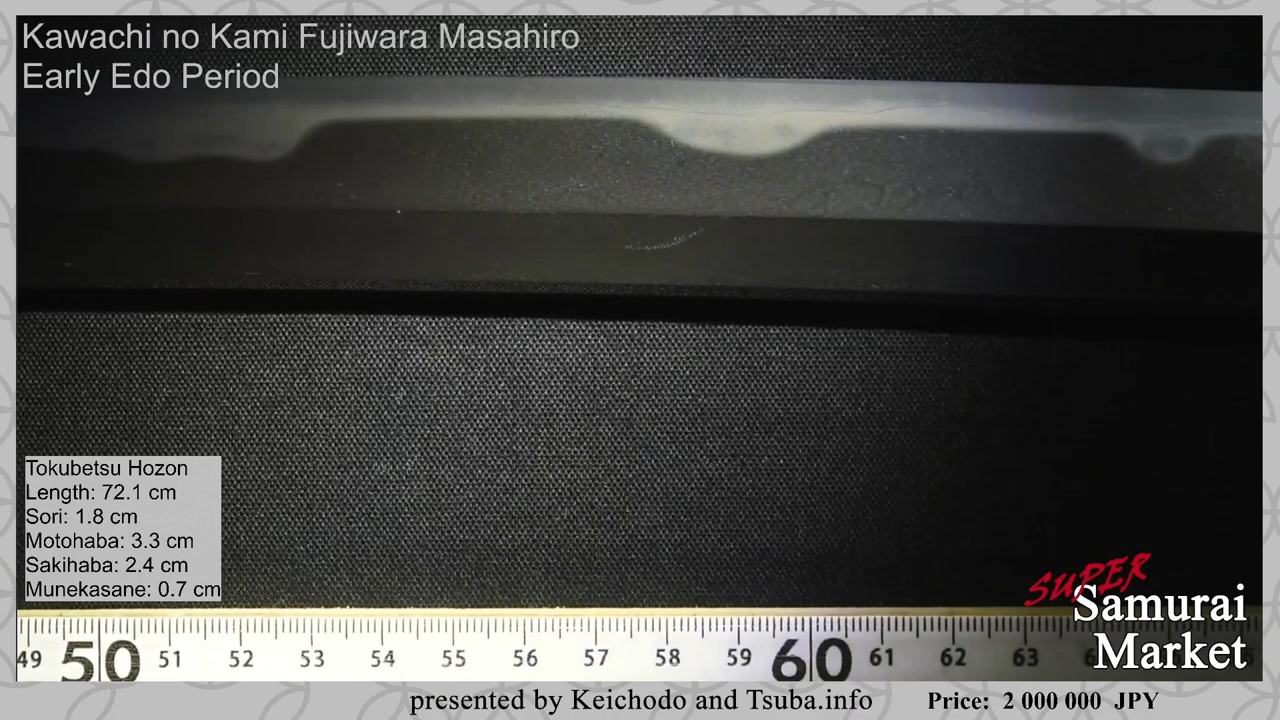 Kawachi no Kami Fujiwara Masahiro
Early Edo Period
Tokubetsu Hozon
Length: 72.1 cm
Sori: 1.8 cm
Motohaba: 3.3 cm
Sakihaba: 2.4 cm
Munekasane: 0.7 cm
SUPER
Samurai
Market
49 50 51 52 53 54 55 56 57 58 59 60 61 62 63
presented by Keichodo and Tsuba.info
Price: 2 000 000 JPY